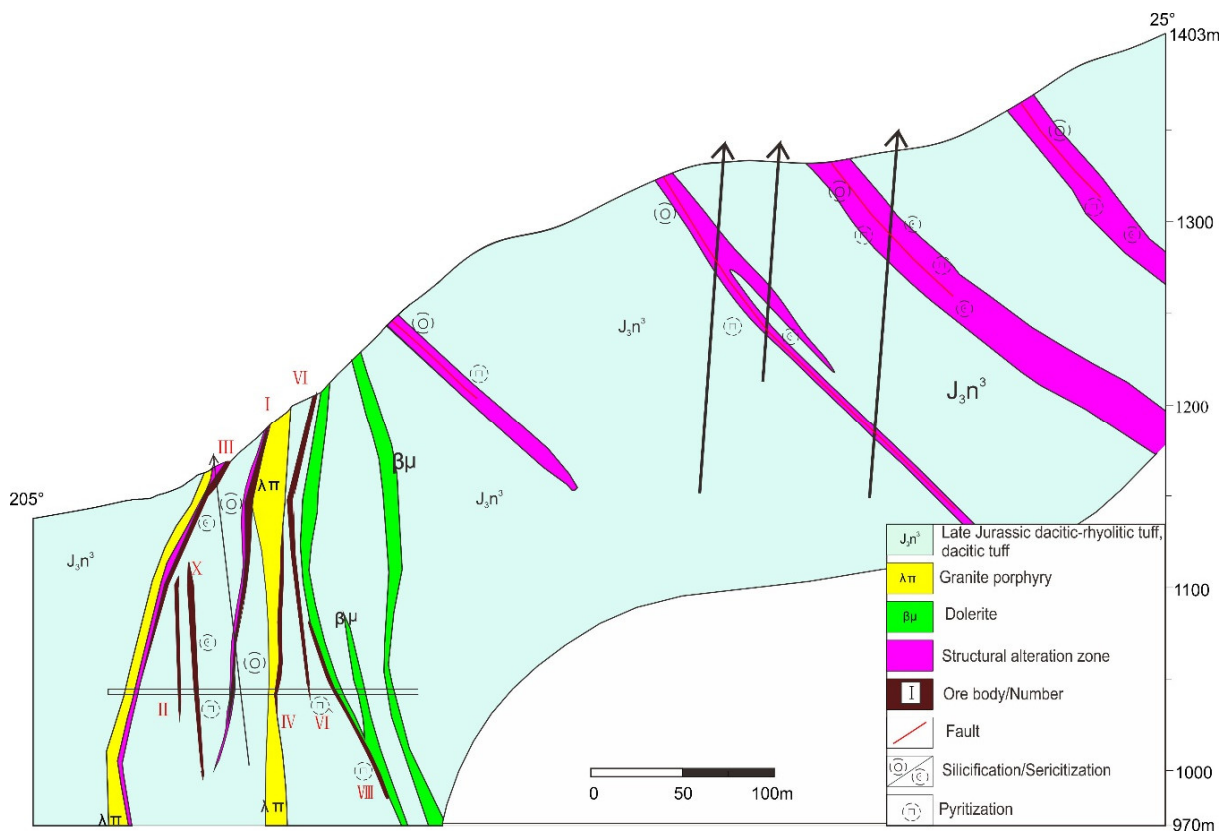 25°
1403m
1300
J₃n³
J₃n³
1200
VI
I
III
βμ
λπ
205°
J₃n³
J₃n³
X
1100
βμ
II
IV
VI
1000
VIII
λπ
λπ
970m
0 50 100m
J₃n³ Late Jurassic dacitic-rhyolitic tuff,
dacitic tuff
λπ Granite porphyry
βμ Dolerite
Structural alteration zone
I Ore body/Number
Fault
Silicification/Sericitization
Pyritization